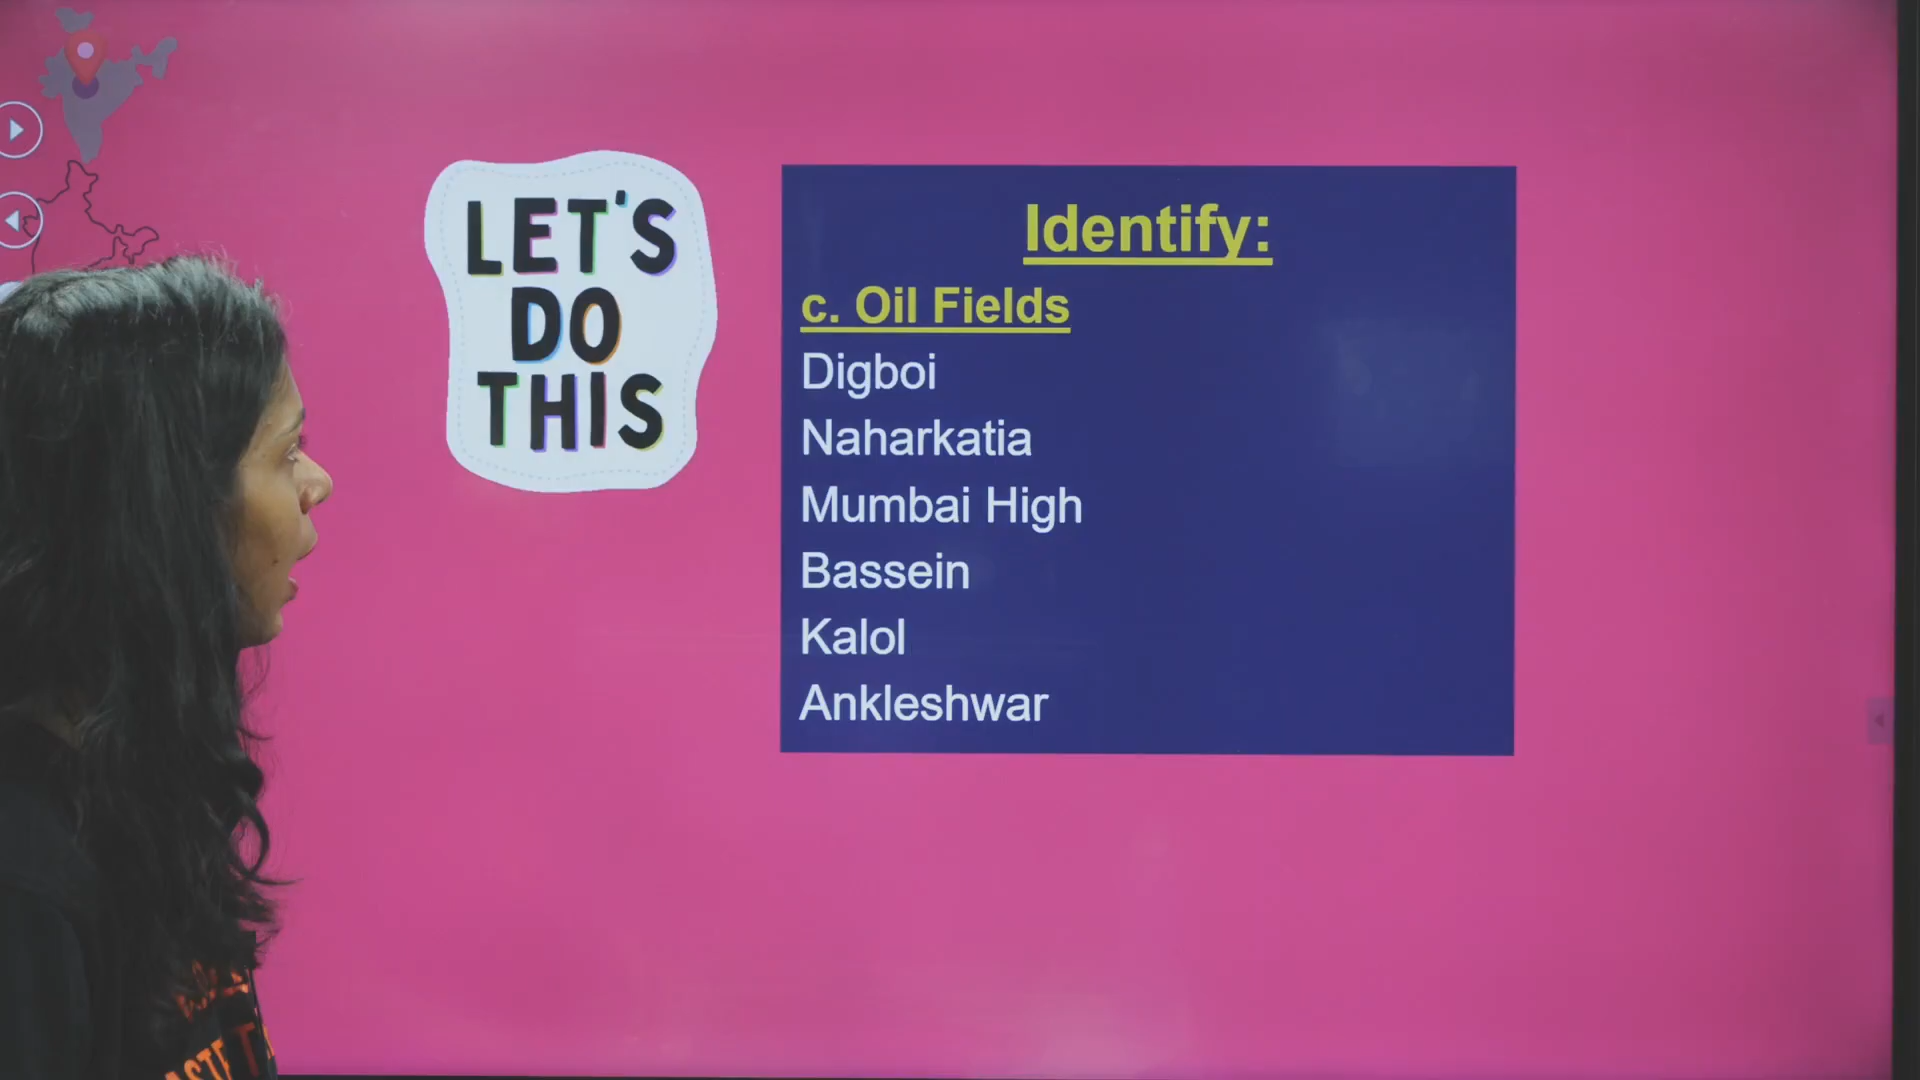 LET'S
DO
THIS
Identify:
c. Oil Fields
Digboi
Naharkatia
Mumbai High
Bassein
Kalol
Ankleshwar